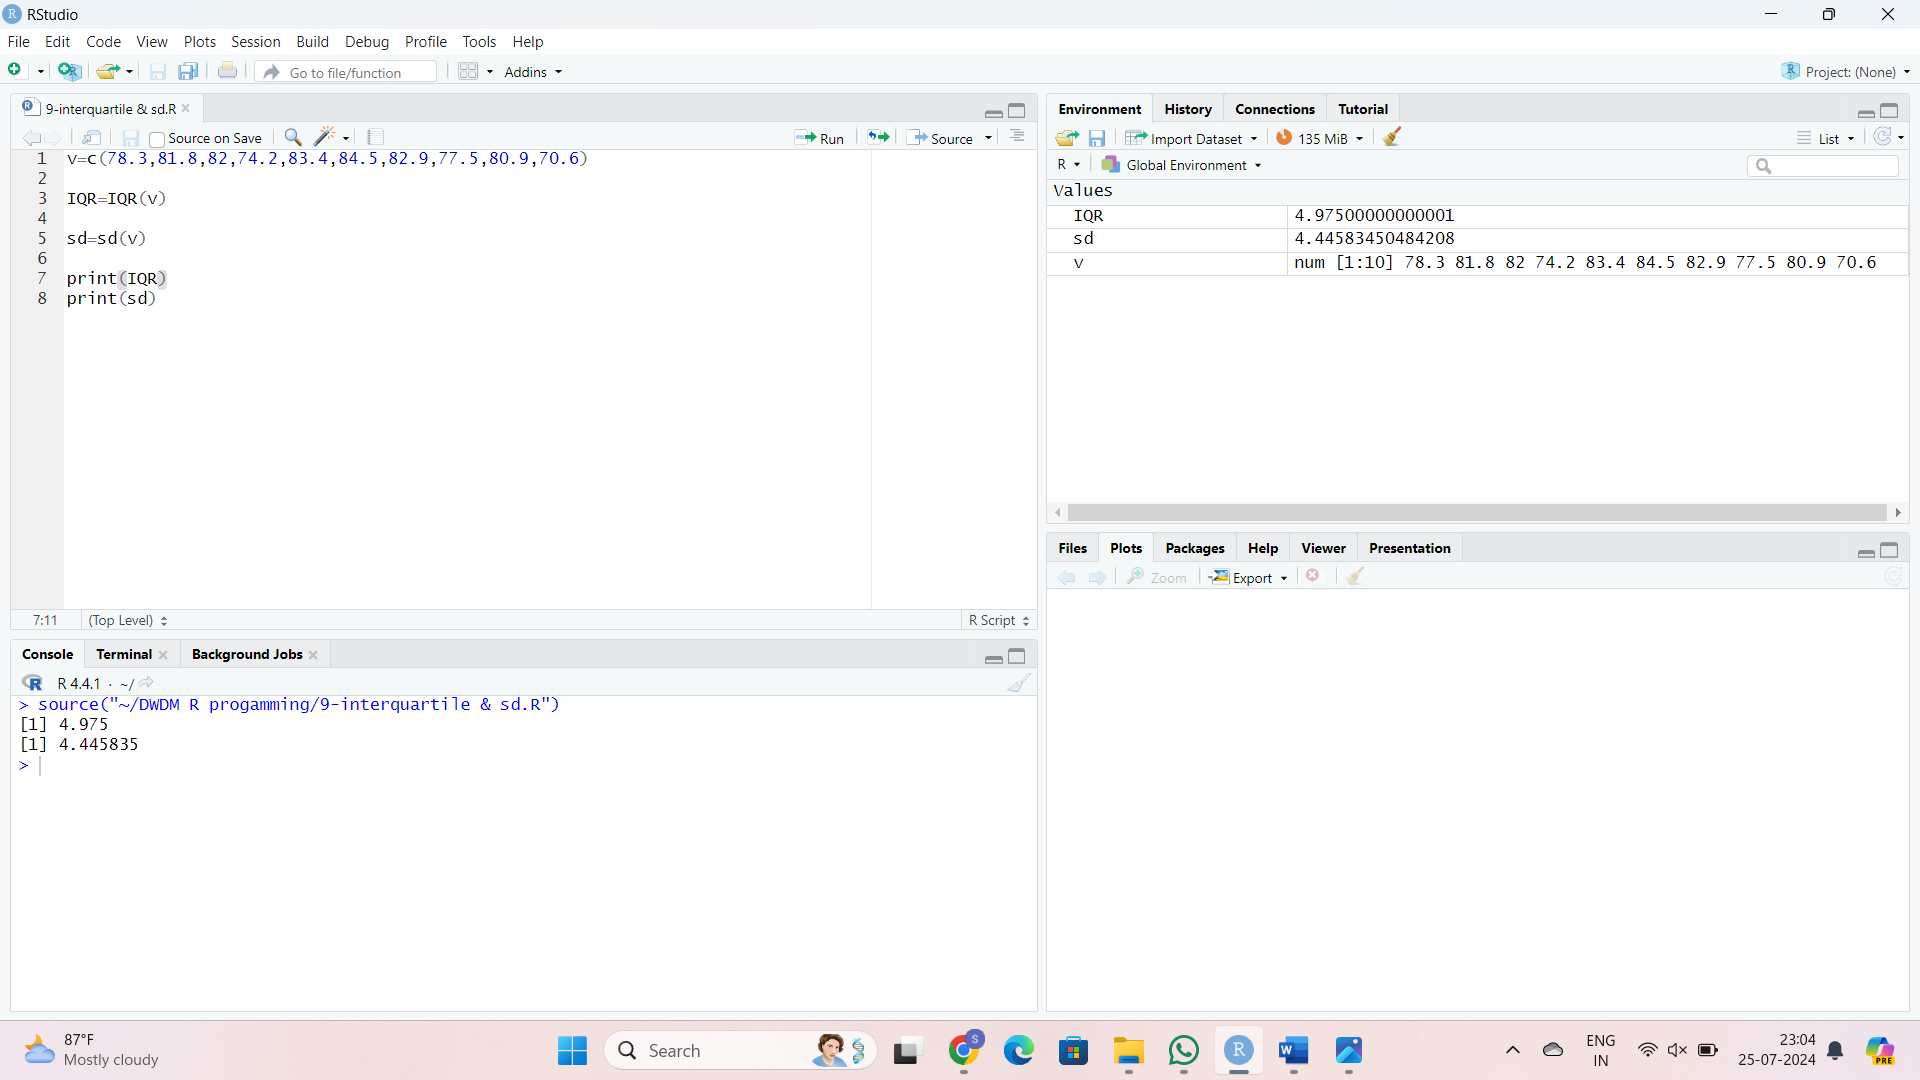 RStudio
File Edit Code View Plots Session Build Debug Profile Tools Help
Go to file/function Addins Project: (None)
9-interquartile & sd.R
Source on Save Run Source
1 v=c(78.3,81.8,82,74.2,83.4,84.5,82.9,77.5,80.9,70.6)
2
3 IQR=IQR(v)
4
5 sd=sd(v)
6
7 print(IQR)
8 print(sd)
7:11 (Top Level) R Script
Console Terminal Background Jobs
R 4.4.1 · ~/
> source("~/DWDM R progamming/9-interquartile & sd.R")
[1] 4.975
[1] 4.445835
>
Environment History Connections Tutorial
Import Dataset 135 MiB List
R Global Environment
Values
IQR 4.97500000000001
sd 4.44583450484208
v num [1:10] 78.3 81.8 82 74.2 83.4 84.5 82.9 77.5 80.9 70.6
Files Plots Packages Help Viewer Presentation
Zoom Export
87°F
Mostly cloudy
Search
S
W
R
ENG
IN
23:04
25-07-2024
PRE